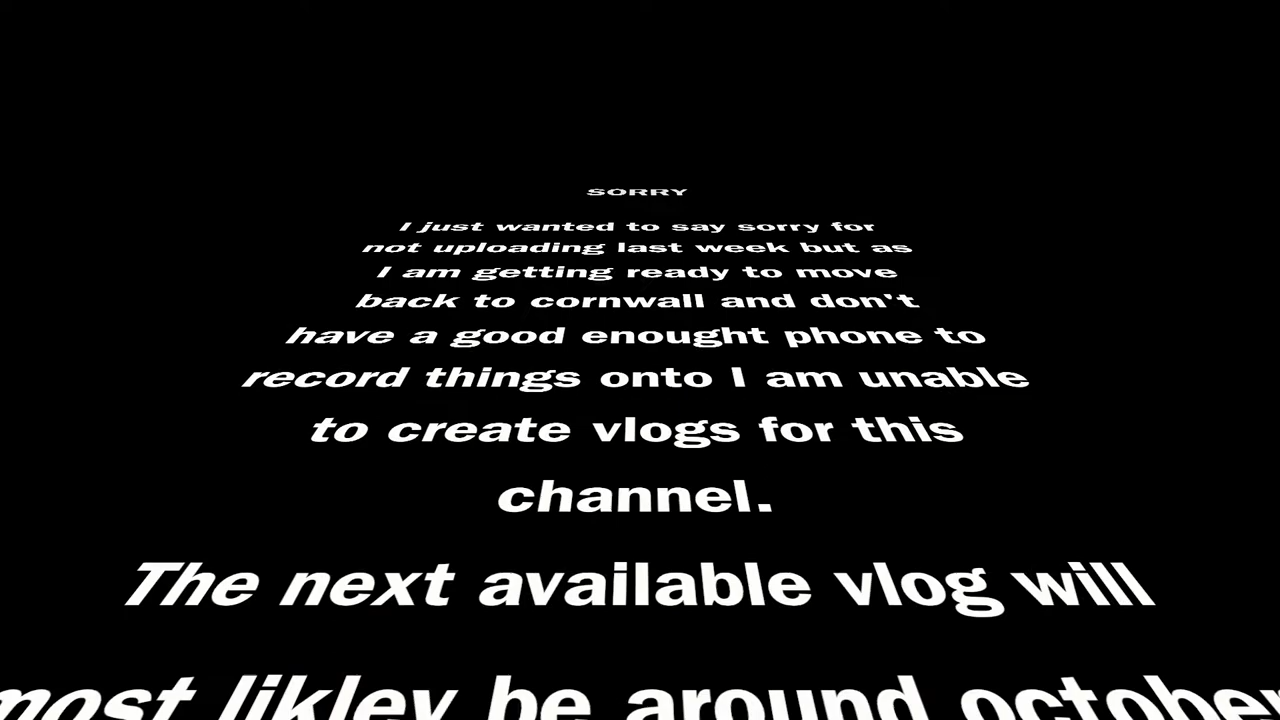 SORRY
I just wanted to say sorry for
not uploading last week but as
I am getting ready to move
back to cornwall and don't
have a good enought phone to
record things onto I am unable
to create vlogs for this
channel.
The next available vlog will
most likley be around october